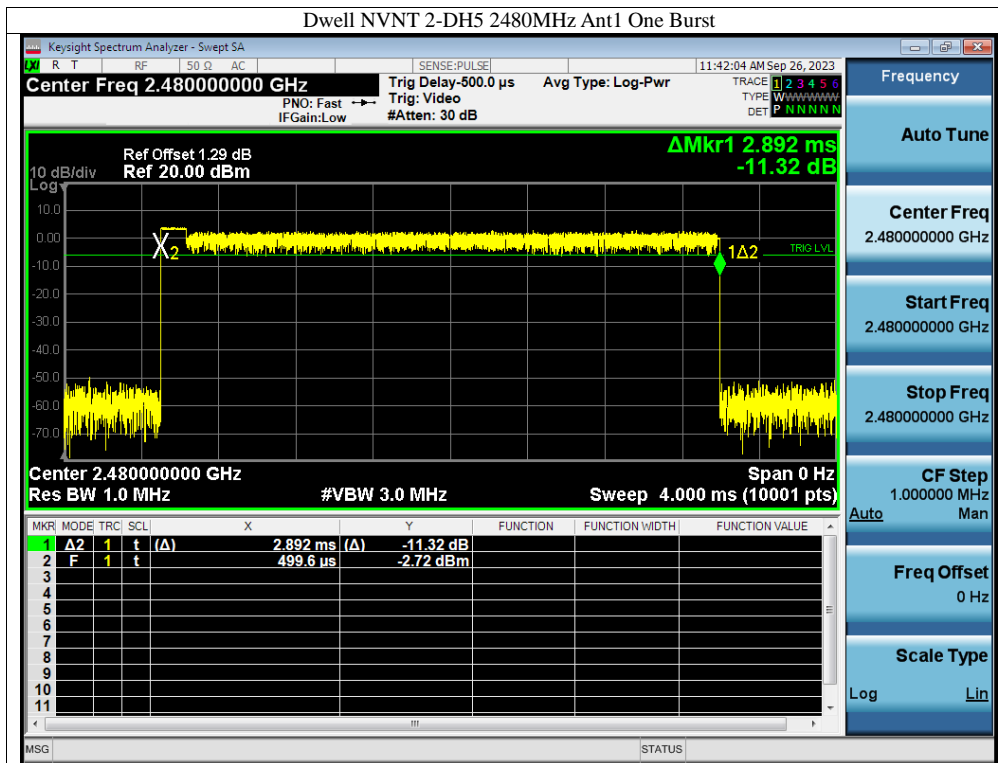 Dwell NVNT 2-DH5 2480MHz Ant1 One Burst
Keysight Spectrum Analyzer - Swept SA
LXI R T RF 50 Ω AC SENSE:PULSE 11:42:04 AM Sep 26, 2023
Center Freq 2.480000000 GHz Trig Delay-500.0 µs Avg Type: Log-Pwr TRACE 1 2 3 4 5 6
PNO: Fast Trig: Video TYPE WWWWWW
IFGain:Low #Atten: 30 dB DET P N N N N N
Ref Offset 1.29 dB ΔMkr1 2.892 ms
10 dB/div Ref 20.00 dBm -11.32 dB
Log
10.0
0.00
-10.0
-20.0
-30.0
-40.0
-50.0
-60.0
-70.0
2
1Δ2
TRIG LVL
Center 2.480000000 GHz Span 0 Hz
Res BW 1.0 MHz #VBW 3.0 MHz Sweep 4.000 ms (10001 pts)
MKR MODE TRC SCL X Y FUNCTION FUNCTION WIDTH FUNCTION VALUE
1 Δ2 1 t (Δ) 2.892 ms (Δ) -11.32 dB
2 F 1 t 499.6 µs -2.72 dBm
3
4
5
6
7
8
9
10
11
MSG STATUS
Frequency
Auto Tune
Center Freq
2.480000000 GHz
Start Freq
2.480000000 GHz
Stop Freq
2.480000000 GHz
CF Step
1.000000 MHz
Auto Man
Freq Offset
0 Hz
Scale Type
Log Lin